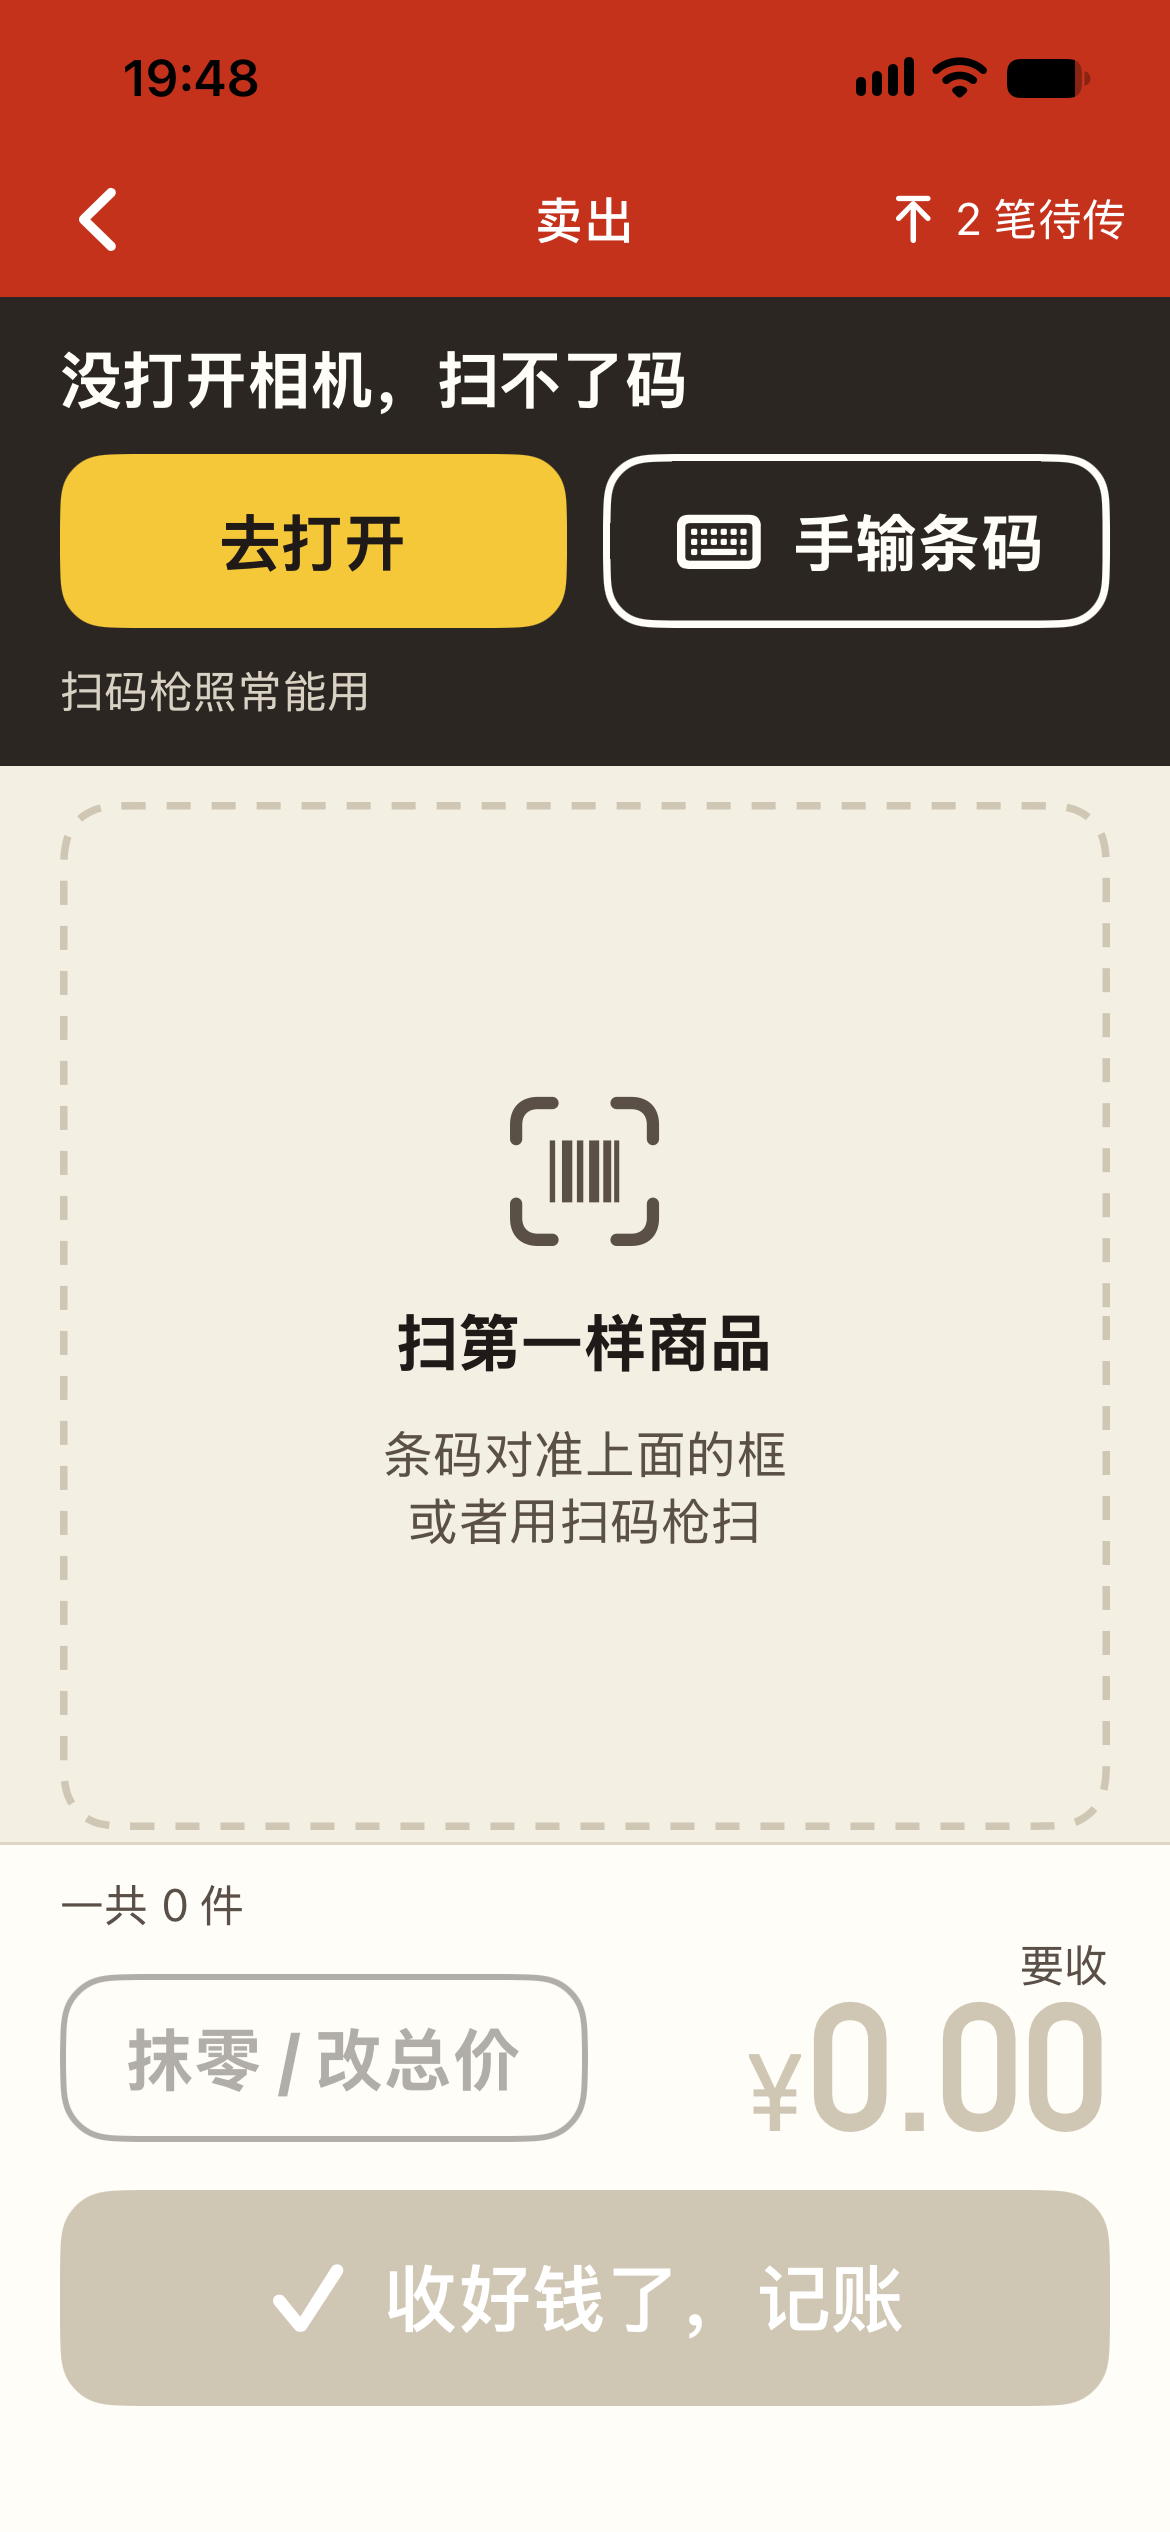 19:48
卖出
2 笔待传
没打开相机，扫不了码
去打开
手输条码
扫码枪照常能用
扫第一样商品
条码对准上面的框
或者用扫码枪扫
一共 0 件
要收
抹零 / 改总价
¥0.00
收好钱了，记账